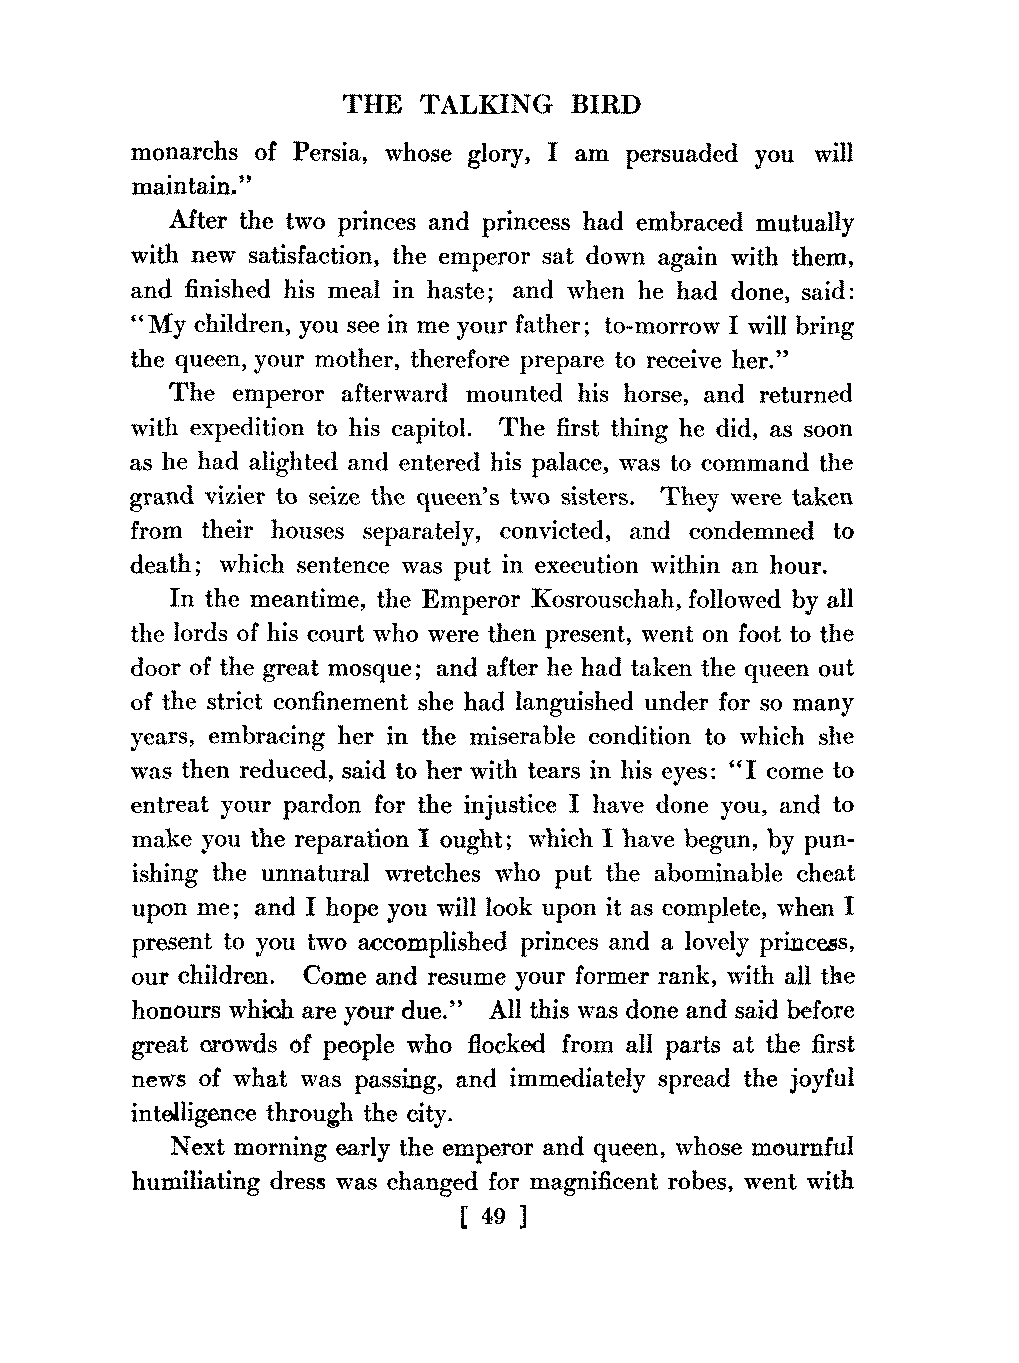 THE TALKING BIRD
monarchs of Persia, whose glory, I am persuaded you will
maintain."
After the two princes and princess had embraced mutually
with new satisfaction, the emperor sat down again with them,
and finished his meal in haste; and when he had done, said:
"My children, you see in me your father; to-morrow I will bring
the queen, your mother, therefore prepare to receive her."
The emperor afterward mounted his horse, and returned
with expedition to his capitol. The first thing he did, as soon
as he had alighted and entered his palace, was to command the
grand vizier to seize the queen's two sisters. They were taken
from their houses separately, convicted, and condemned to
death; which sentence was put in execution within an hour.
In the meantime, the Emperor Kosrouschah, followed by all
the lords of his court who were then present, went on foot to the
door of the great mosque; and after he had taken the queen out
of the strict confinement she had languished under for so many
years, embracing her in the miserable condition to which she
was then reduced, said to her with tears in his eyes: "I come to
entreat your pardon for the injustice I have done you, and to
make you the reparation I ought; which I have begun, by pun-
ishing the unnatural wretches who put the abominable cheat
upon me; and I hope you will look upon it as complete, when I
present to you two accomplished princes and a lovely princess,
our children. Come and resume your former rank, with all the
honours which are your due." All this was done and said before
great crowds of people who flocked from all parts at the first
news of what was passing, and immediately spread the joyful
intelligence through the city.
Next morning early the emperor and queen, whose mournful
humiliating dress was changed for magnificent robes, went with
[ 49 ]